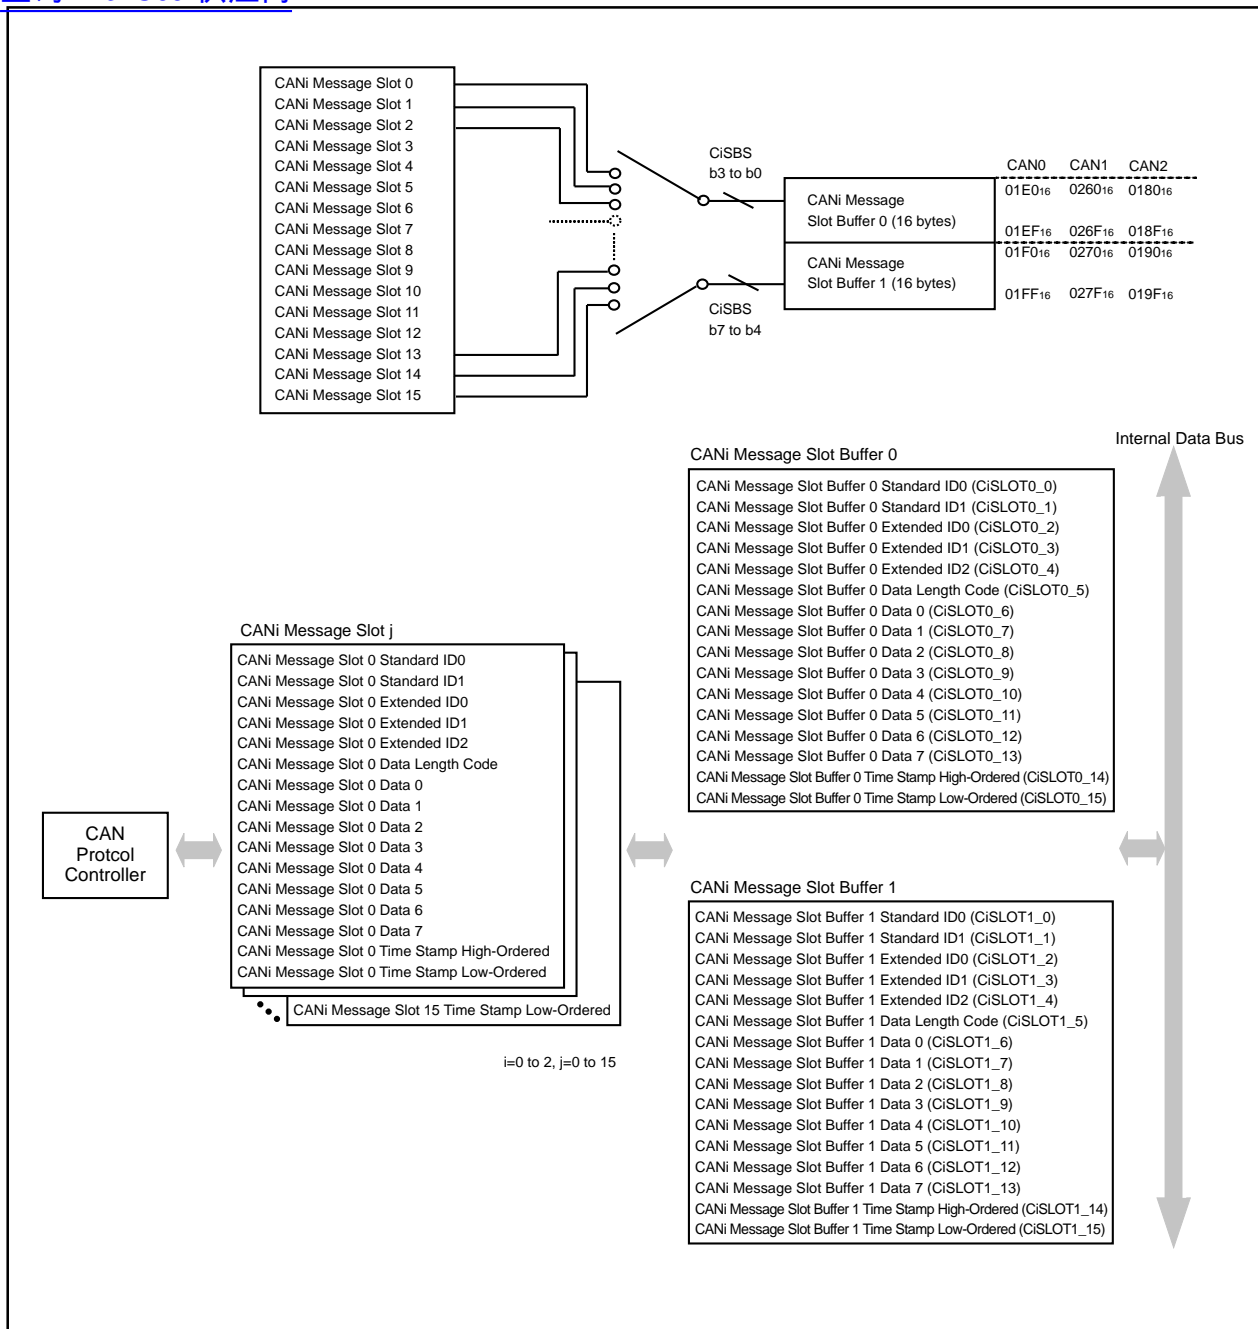 CANi Message Slot 0
CANi Message Slot 1
CANi Message Slot 2
CANi Message Slot 3
CANi Message Slot 4
CANi Message Slot 5
CANi Message Slot 6
CANi Message Slot 7
CANi Message Slot 8
CANi Message Slot 9
CANi Message Slot 10
CANi Message Slot 11
CANi Message Slot 12
CANi Message Slot 13
CANi Message Slot 14
CANi Message Slot 15
CiSBS
b3 to b0
CiSBS
b7 to b4
CANi Message
Slot Buffer 0 (16 bytes)
CANi Message
Slot Buffer 1 (16 bytes)
CAN0 CAN1 CAN2
01E016 026016 018016
01EF16 026F16 018F16
01F016 027016 019016
01FF16 027F16 019F16
Internal Data Bus
CANi Message Slot Buffer 0
CANi Message Slot Buffer 0 Standard ID0 (CiSLOT0_0)
CANi Message Slot Buffer 0 Standard ID1 (CiSLOT0_1)
CANi Message Slot Buffer 0 Extended ID0 (CiSLOT0_2)
CANi Message Slot Buffer 0 Extended ID1 (CiSLOT0_3)
CANi Message Slot Buffer 0 Extended ID2 (CiSLOT0_4)
CANi Message Slot Buffer 0 Data Length Code (CiSLOT0_5)
CANi Message Slot Buffer 0 Data 0 (CiSLOT0_6)
CANi Message Slot Buffer 0 Data 1 (CiSLOT0_7)
CANi Message Slot Buffer 0 Data 2 (CiSLOT0_8)
CANi Message Slot Buffer 0 Data 3 (CiSLOT0_9)
CANi Message Slot Buffer 0 Data 4 (CiSLOT0_10)
CANi Message Slot Buffer 0 Data 5 (CiSLOT0_11)
CANi Message Slot Buffer 0 Data 6 (CiSLOT0_12)
CANi Message Slot Buffer 0 Data 7 (CiSLOT0_13)
CANi Message Slot Buffer 0 Time Stamp High-Ordered (CiSLOT0_14)
CANi Message Slot Buffer 0 Time Stamp Low-Ordered (CiSLOT0_15)
CANi Message Slot j
CANi Message Slot 0 Standard ID0
CANi Message Slot 0 Standard ID1
CANi Message Slot 0 Extended ID0
CANi Message Slot 0 Extended ID1
CANi Message Slot 0 Extended ID2
CANi Message Slot 0 Data Length Code
CANi Message Slot 0 Data 0
CANi Message Slot 0 Data 1
CANi Message Slot 0 Data 2
CANi Message Slot 0 Data 3
CANi Message Slot 0 Data 4
CANi Message Slot 0 Data 5
CANi Message Slot 0 Data 6
CANi Message Slot 0 Data 7
CANi Message Slot 0 Time Stamp High-Ordered
CANi Message Slot 0 Time Stamp Low-Ordered
CANi Message Slot 15 Time Stamp Low-Ordered
CAN
Protcol
Controller
i=0 to 2, j=0 to 15
CANi Message Slot Buffer 1
CANi Message Slot Buffer 1 Standard ID0 (CiSLOT1_0)
CANi Message Slot Buffer 1 Standard ID1 (CiSLOT1_1)
CANi Message Slot Buffer 1 Extended ID0 (CiSLOT1_2)
CANi Message Slot Buffer 1 Extended ID1 (CiSLOT1_3)
CANi Message Slot Buffer 1 Extended ID2 (CiSLOT1_4)
CANi Message Slot Buffer 1 Data Length Code (CiSLOT1_5)
CANi Message Slot Buffer 1 Data 0 (CiSLOT1_6)
CANi Message Slot Buffer 1 Data 1 (CiSLOT1_7)
CANi Message Slot Buffer 1 Data 2 (CiSLOT1_8)
CANi Message Slot Buffer 1 Data 3 (CiSLOT1_9)
CANi Message Slot Buffer 1 Data 4 (CiSLOT1_10)
CANi Message Slot Buffer 1 Data 5 (CiSLOT1_11)
CANi Message Slot Buffer 1 Data 6 (CiSLOT1_12)
CANi Message Slot Buffer 1 Data 7 (CiSLOT1_13)
CANi Message Slot Buffer 1 Time Stamp High-Ordered (CiSLOT1_14)
CANi Message Slot Buffer 1 Time Stamp Low-Ordered (CiSLOT1_15)